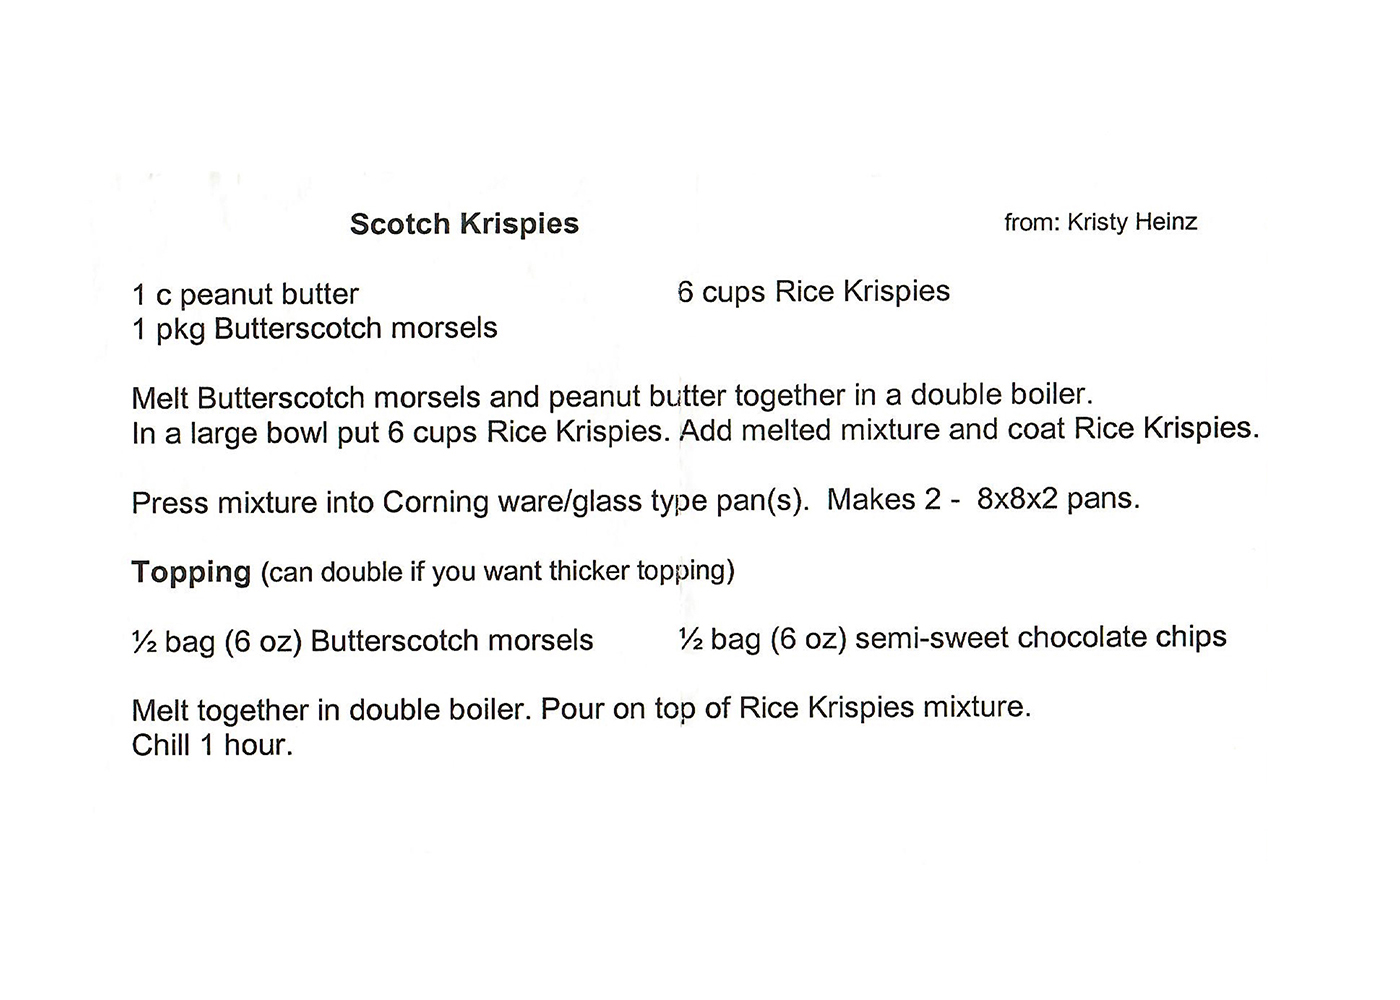 Scotch Krispies from: Kristy Heinz
1 c peanut butter 6 cups Rice Krispies
1 pkg Butterscotch morsels
Melt Butterscotch morsels and peanut butter together in a double boiler.
In a large bowl put 6 cups Rice Krispies. Add melted mixture and coat Rice Krispies.
Press mixture into Corning ware/glass type pan(s). Makes 2 - 8x8x2 pans.
Topping (can double if you want thicker topping)
½ bag (6 oz) Butterscotch morsels ½ bag (6 oz) semi-sweet chocolate chips
Melt together in double boiler. Pour on top of Rice Krispies mixture.
Chill 1 hour.